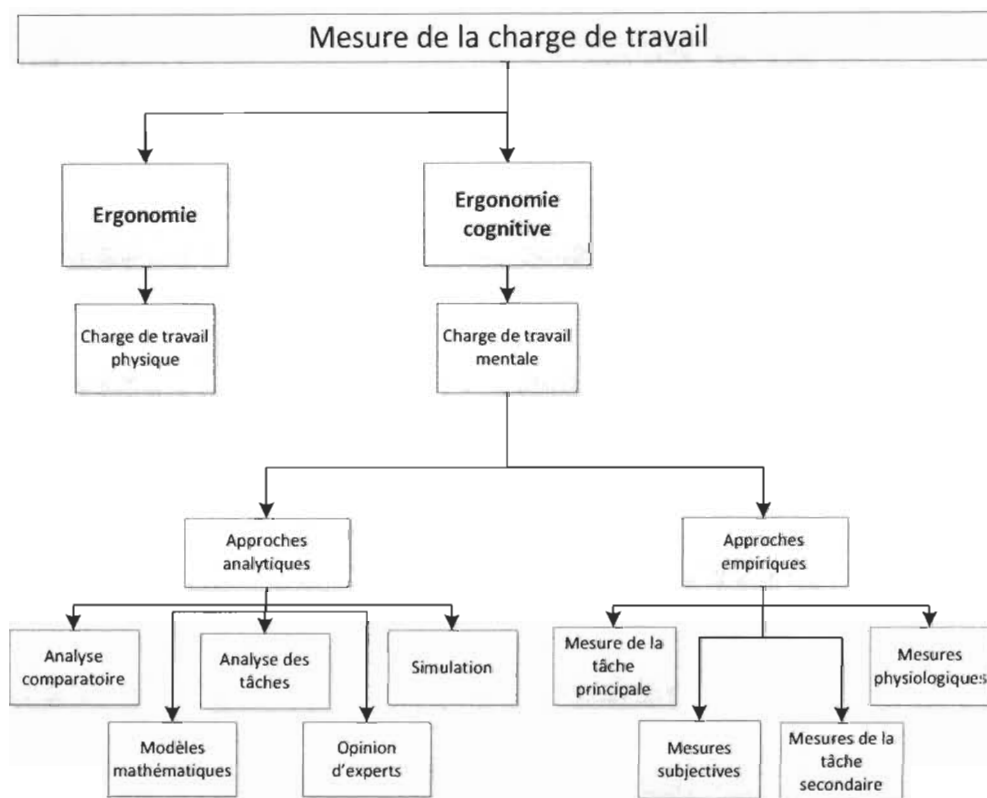 Mesure de la charge de travail
Ergonomie
Ergonomie
cognitive
Charge de travail
physique
Charge de travail
mentale
Approches
analytiques
Approches
empiriques
Analyse
comparatoire
Analyse des
tâches
Simulation
Mesure de la
tâche
principale
Mesures
physiologiques
Modèles
mathématiques
Opinion
d'experts
Mesures
subjectives
Mesures de la
tâche
secondaire